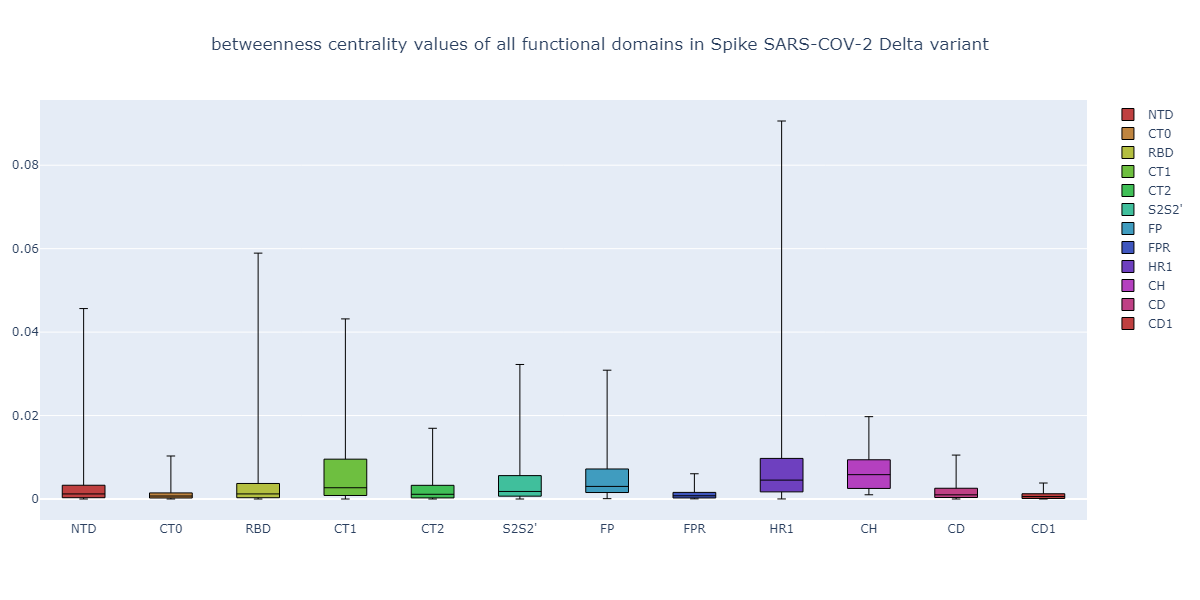 betweenness centrality values of all functional domains in Spike SARS-COV-2 Delta variant
NTD
CT0
RBD
CT1
CT2
S2S2'
FP
FPR
HR1
CH
CD
CD1
0.08
0.06
0.04
0.02
0
NTD CT0 RBD CT1 CT2 S2S2' FP FPR HR1 CH CD CD1